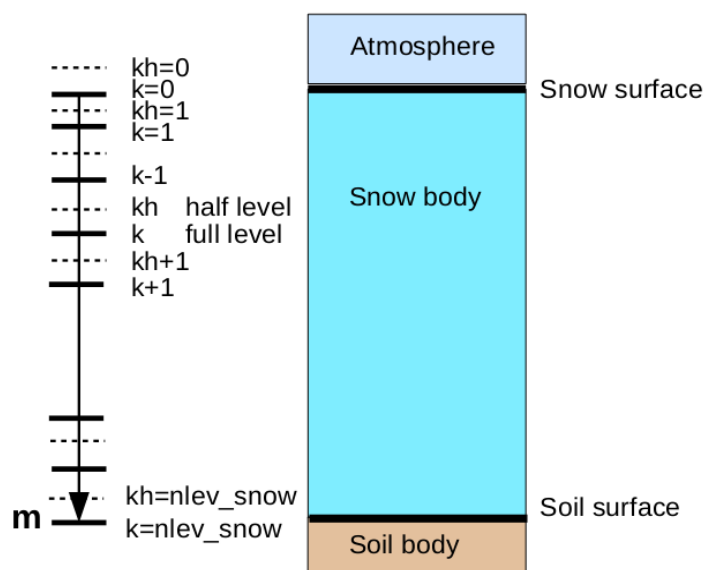 Atmosphere
kh=0
k=0
Snow surface
kh=1
k=1
k-1
Snow body
kh half level
k full level
kh+1
k+1
kh=nlev_snow
Soil surface
m
k=nlev_snow
Soil body